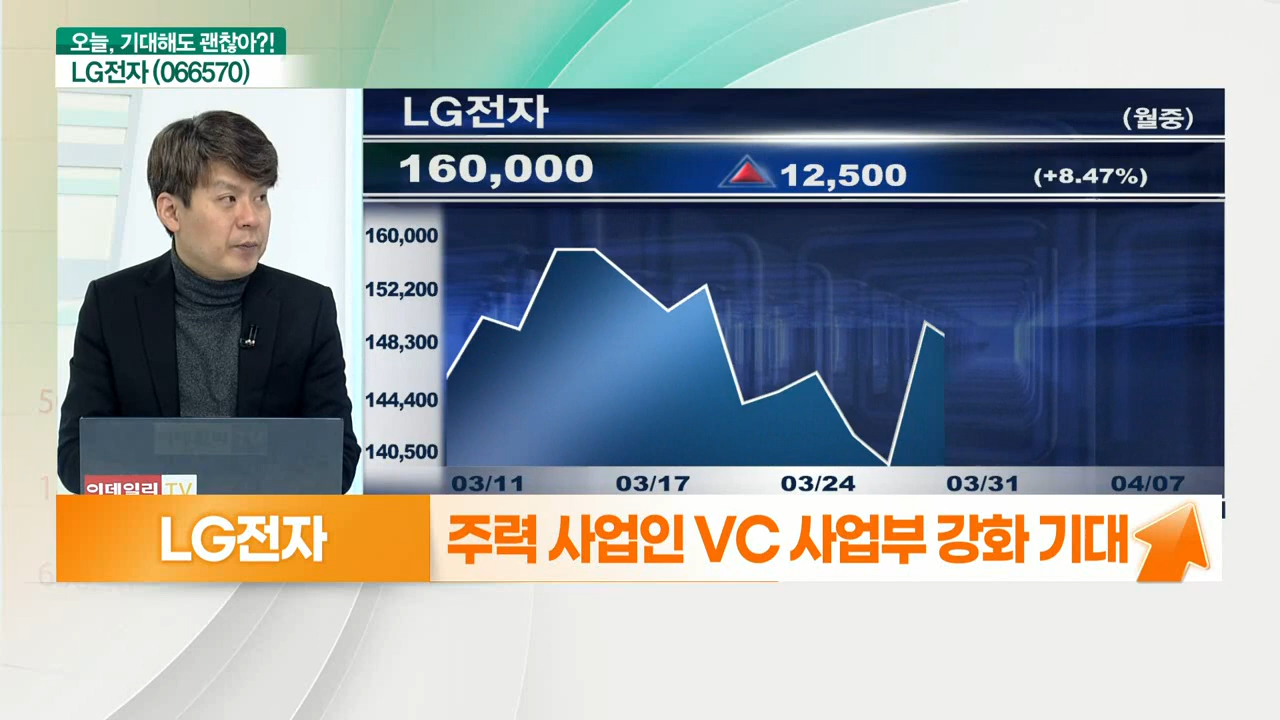 오늘, 기대해도 괜찮아?!
LG전자 (066570)
LG전자
(월중)
160,000
12,500
(+8.47%)
160,000
152,200
148,300
144,400
140,500
03/11
03/17
03/24
03/31
04/07
이데일리 TV
LG전자
주력 사업인 VC 사업부 강화 기대